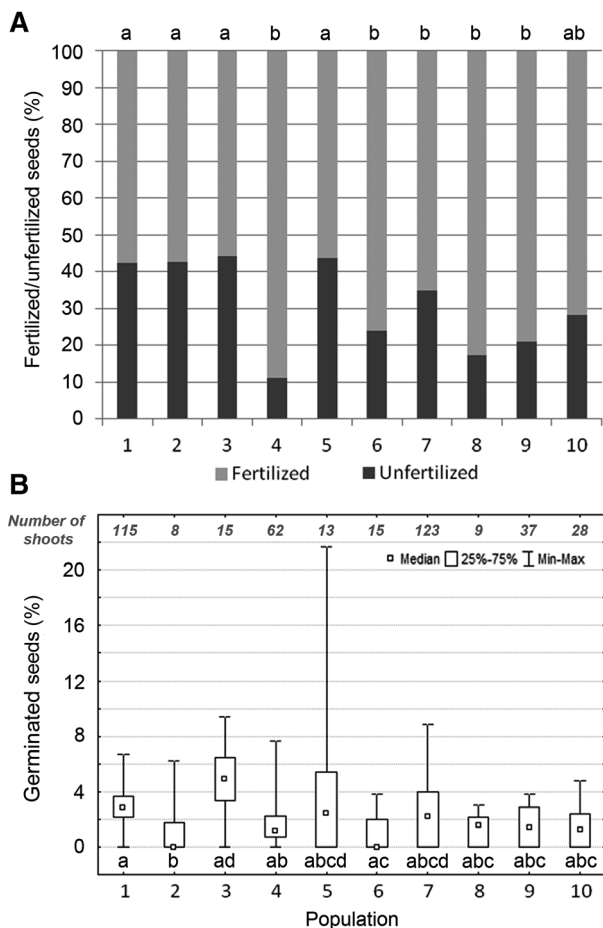 A
a a a b a b b b b ab
Fertilized/unfertilized seeds (%)
100
90
80
70
60
50
40
30
20
10
0
1 2 3 4 5 6 7 8 9 10
Fertilized Unfertilized
B
Number of shoots
115 8 15 62 13 15 123 9 37 28
Median 25%-75% Min-Max
Germinated seeds (%)
20
16
12
8
4
0
a b ad ab abcd ac abcd abc abc abc
1 2 3 4 5 6 7 8 9 10
Population